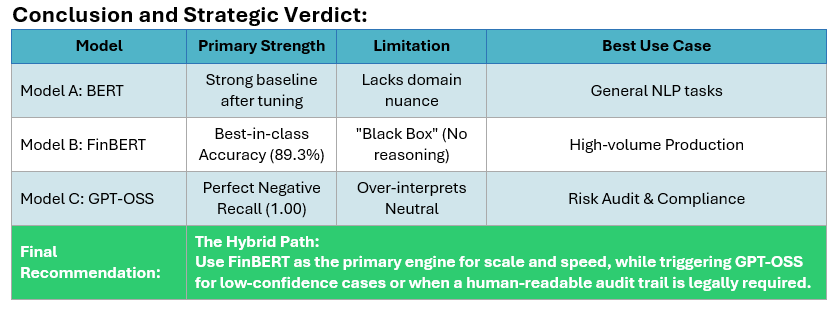 Conclusion and Strategic Verdict:
Model
Primary Strength
Limitation
Best Use Case
Model A: BERT
Strong baseline
after tuning
Lacks domain
nuance
General NLP tasks
Model B: FinBERT
Best-in-class
Accuracy (89.3%)
"Black Box" (No
reasoning)
High-volume Production
Model C: GPT-OSS
Perfect Negative
Recall (1.00)
Over-interprets
Neutral
Risk Audit & Compliance
Final
Recommendation:
The Hybrid Path:
Use FinBERT as the primary engine for scale and speed, while triggering GPT-OSS
for low-confidence cases or when a human-readable audit trail is legally required.